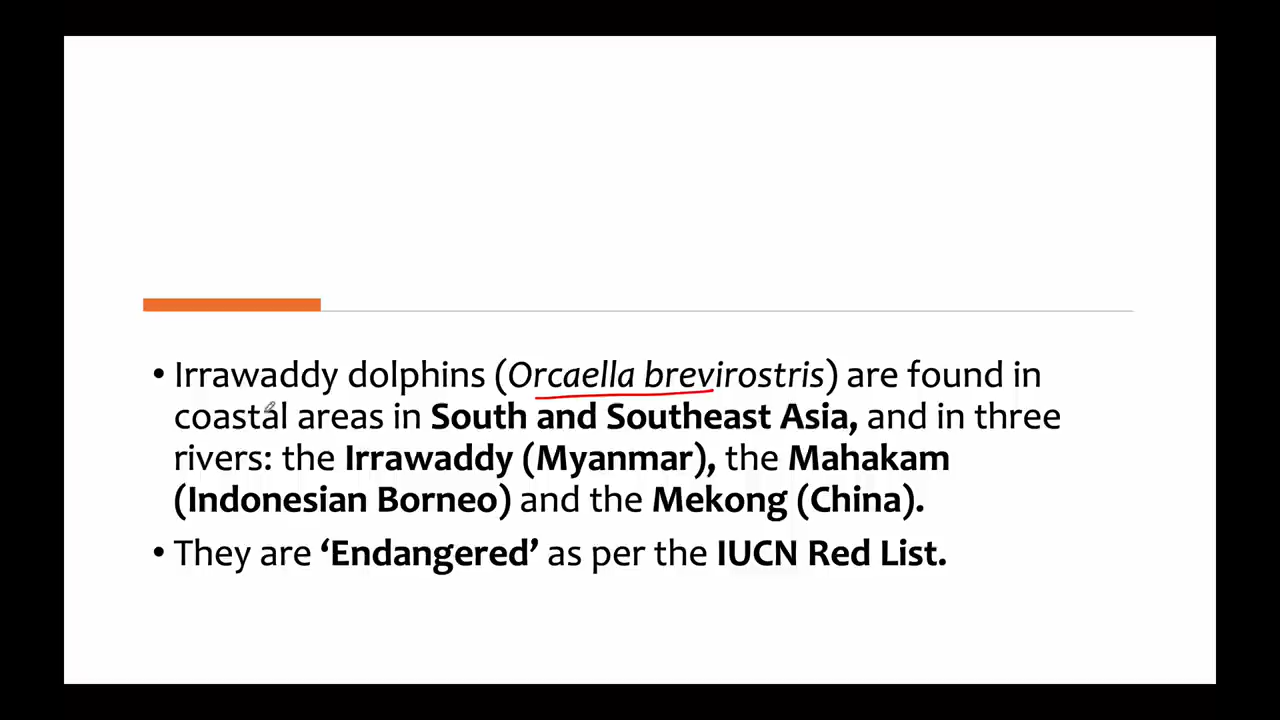 • Irrawaddy dolphins (Orcaella brevirostris) are found in
coastal areas in South and Southeast Asia, and in three
rivers: the Irrawaddy (Myanmar), the Mahakam
(Indonesian Borneo) and the Mekong (China).
• They are ‘Endangered’ as per the IUCN Red List.